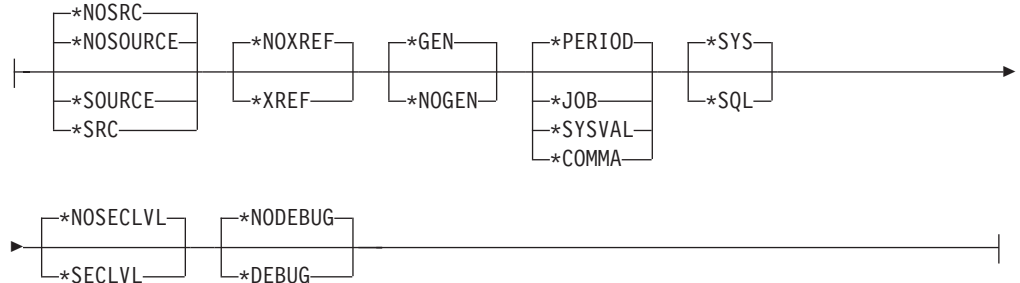 *NOSRC
*NOSOURCE *NOXREF *GEN *PERIOD *SYS
*SOURCE *XREF *NOGEN *JOB *SQL
*SRC *SYSVAL
*COMMA
*NOSECLVL *NODEBUG
*SECLVL *DEBUG